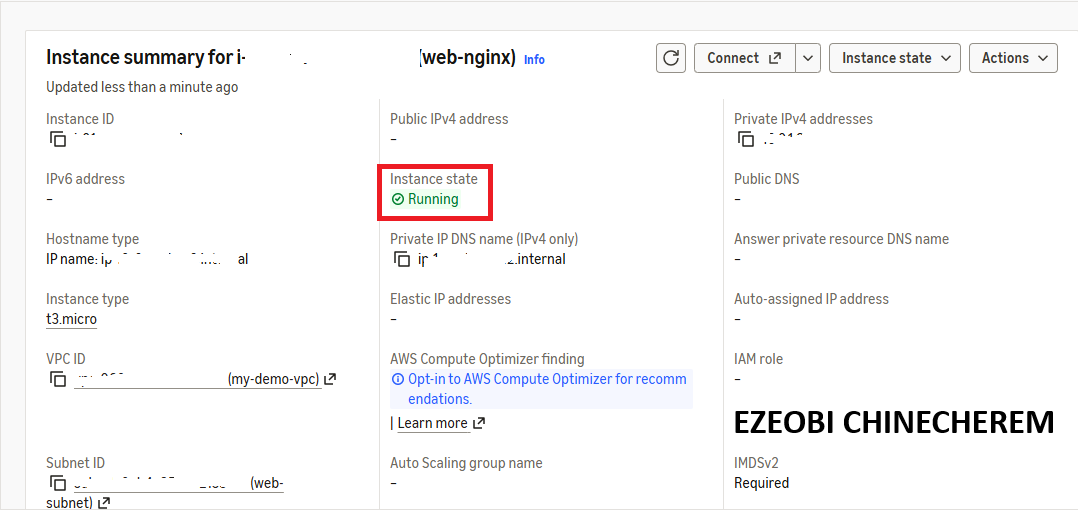 Instance summary for i- (web-nginx) Info
Connect
Instance state
Actions
Updated less than a minute ago
Instance ID
Public IPv4 address
–
Private IPv4 addresses
IPv6 address
–
Instance state
Running
Public DNS
–
Hostname type
IP name: ip- al
Private IP DNS name (IPv4 only)
.internal
Answer private resource DNS name
–
Instance type
t3.micro
Elastic IP addresses
–
Auto-assigned IP address
–
VPC ID
(my-demo-vpc)
AWS Compute Optimizer finding
Opt-in to AWS Compute Optimizer for recomm
endations.
| Learn more
IAM role
–
EZEOBI CHINECHEREM
Subnet ID
(web-
subnet)
Auto Scaling group name
–
IMDSv2
Required